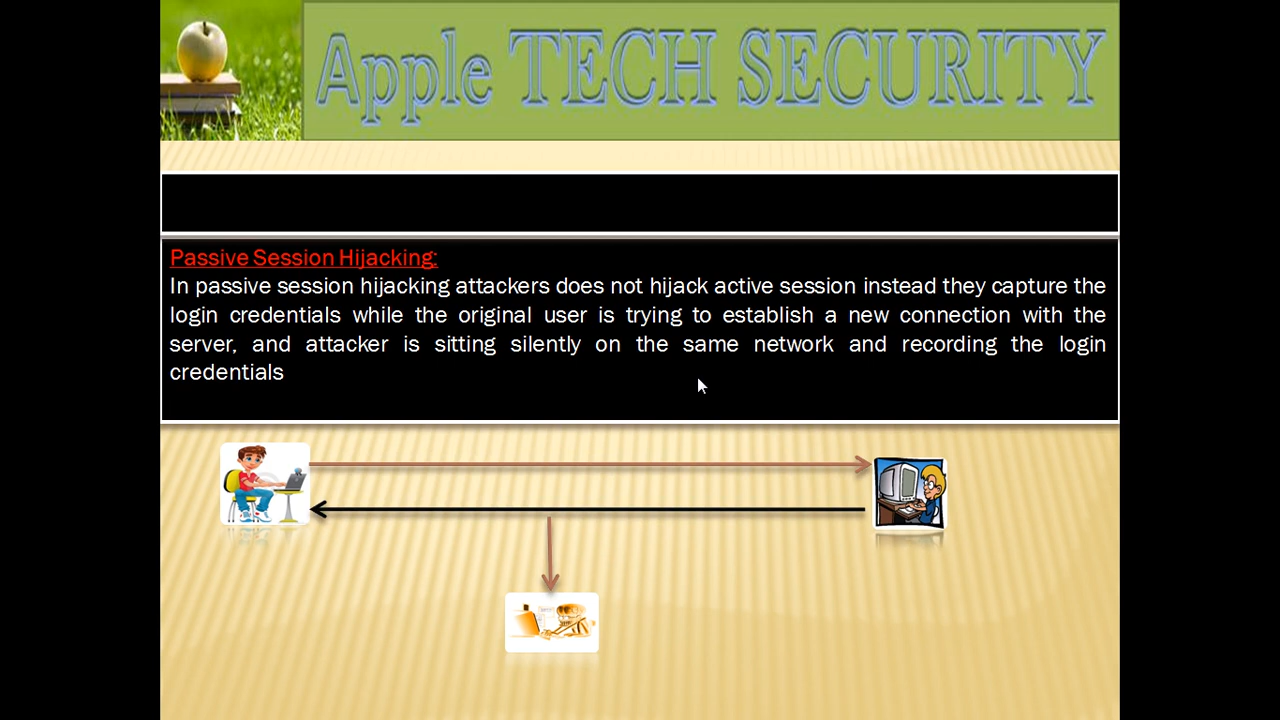 Apple TECH SECURITY
Passive Session Hijacking:
In passive session hijacking attackers does not hijack active session instead they capture the
login credentials while the original user is trying to establish a new connection with the
server, and attacker is sitting silently on the same network and recording the login
credentials